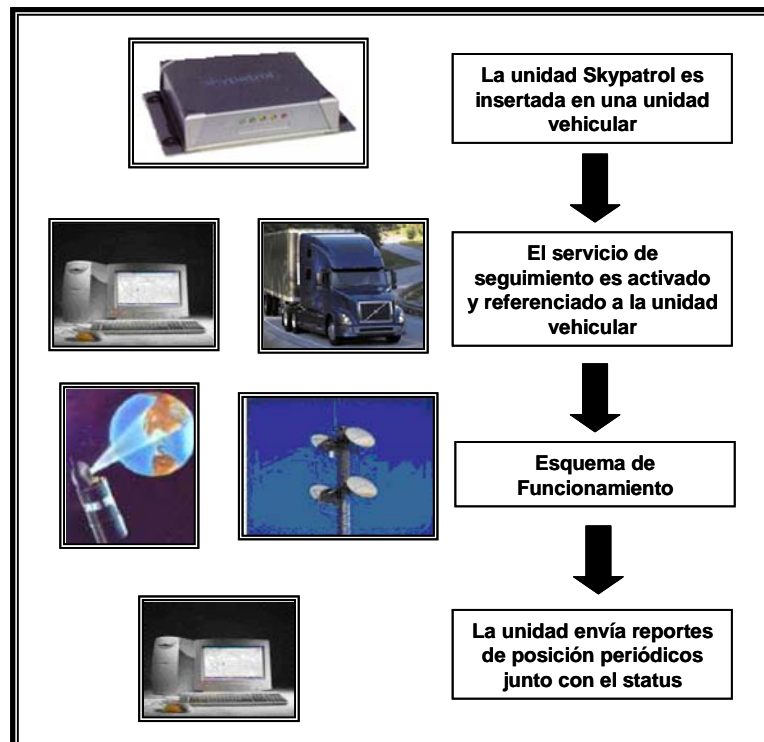 Skypatrol
La unidad Skypatrol es
insertada en una unidad
vehicular
El servicio de
seguimiento es activado
y referenciado a la unidad
vehicular
Esquema de
Funcionamiento
La unidad envía reportes
de posición periódicos
junto con el status